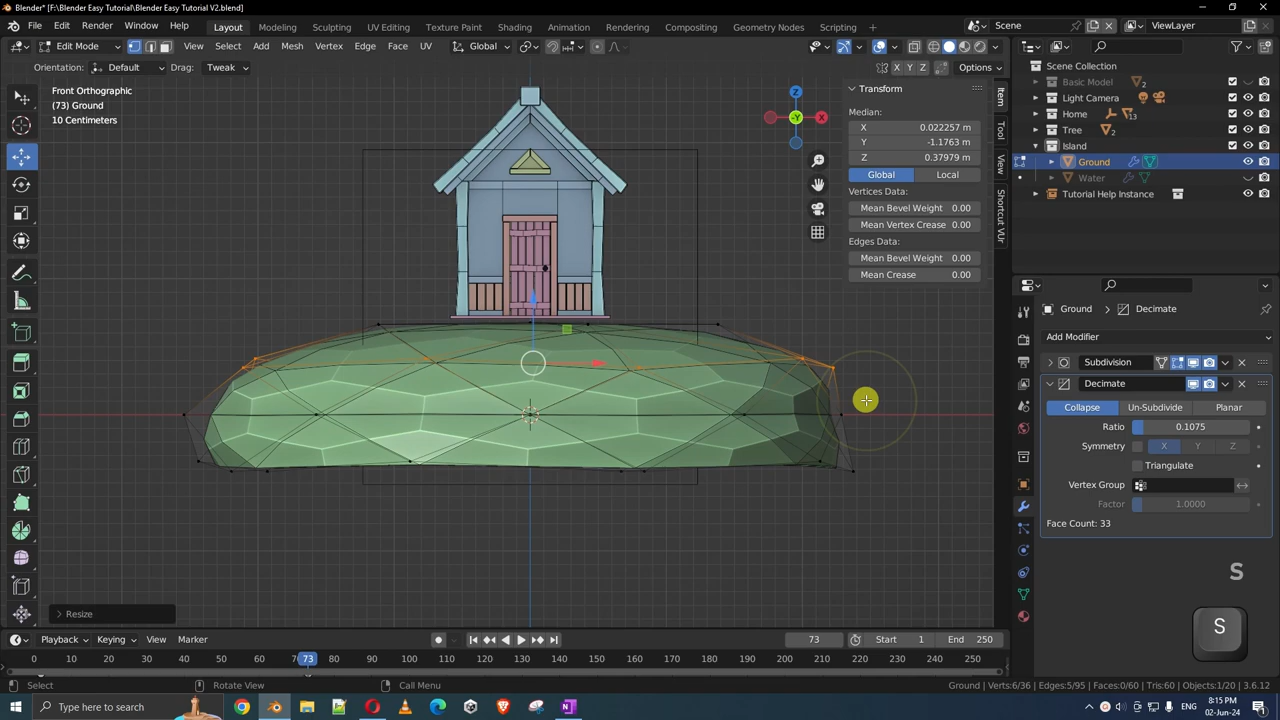 Blender* [F:\Blender Easy Tutorial\Blender Easy Tutorial V2.blend]
File Edit Render Window Help Layout Modeling Sculpting UV Editing Texture Paint Shading Animation Rendering Compositing Geometry Nodes Scripting Scene ViewLayer
Edit Mode View Select Add Mesh Vertex Edge Face UV Global
Orientation: Default Drag: Tweak X Y Z Options
Front Orthographic
(73) Ground
10 Centimeters
Z
-Y
X
Transform
Median:
X 0.022257 m
Y -1.1763 m
Z 0.37979 m
Global Local
Vertices Data:
Mean Bevel Weight 0.00
Mean Vertex Crease 0.00
Edges Data:
Mean Bevel Weight 0.00
Mean Crease 0.00
Item
Tool
View
Shortcut VUr
Scene Collection
Basic Model 2
Light Camera
Home 13
Tree 2
Island
Ground
Water
Tutorial Help Instance
Ground Decimate
Add Modifier
Subdivision
Decimate
Collapse Un-Subdivide Planar
Ratio 0.1075
Symmetry X Y Z
Triangulate
Vertex Group
Factor 1.0000
Face Count: 33
S
S
Resize
Playback Keying View Marker 73 Start 1 End 250
0 40 50 60 73 80 90 100 110 120 130 140 150 160 170 180 190 200 210 220 230 240 250
Select Rotate View Call Menu Ground | Verts:6/36 | Edges:5/95 | Faces:0/60 | Tris:60 | Objects:1/20 | 3.6.12
Type here to search
8:15 PM
02-Jun-24